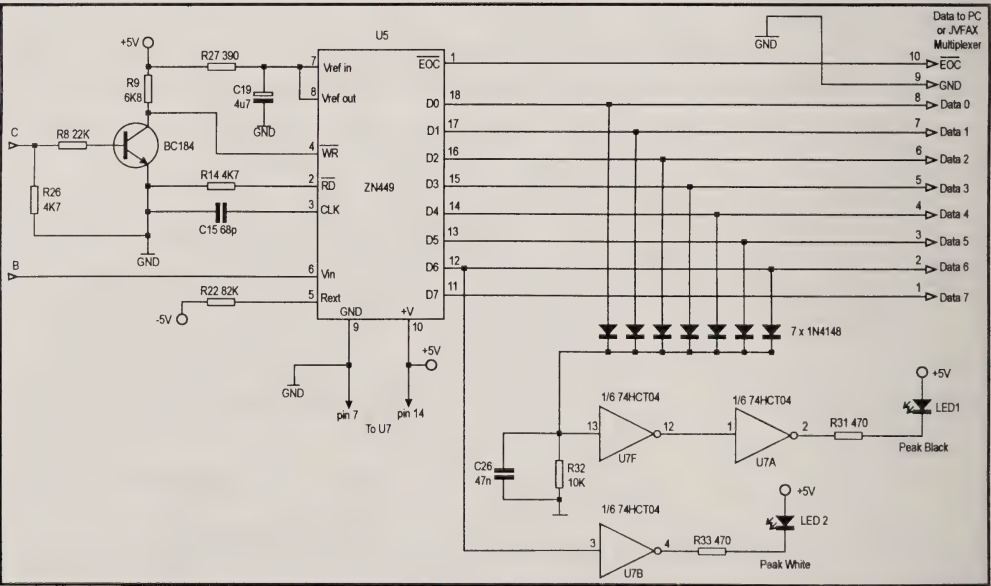 Data to PC
or JVFAX
Multiplexer
U5
+5V
R27 390
7 Vref in
8 Vref out
C19
4u7
GND
R9
6K8
C
R8 22K
BC184
R26
4K7
R14 4K7
C15 68p
GND
4 WR
2 RD
3 CLK
ZN449
B
6 Vin
R22 82K
-5V
5 Rext
GND
9
+V
10
+5V
GND
pin 7
pin 14
To U7
EOC 1
D0 18
D1 17
D2 16
D3 15
D4 14
D5 13
D6 12
D7 11
GND
10 EOC
9 GND
8 Data 0
7 Data 1
6 Data 2
5 Data 3
4 Data 4
3 Data 5
2 Data 6
1 Data 7
7 x 1N4148
C26
47n
R32
10K
1/6 74HCT04
13
12
U7F
1/6 74HCT04
1
2
U7A
R31 470
+5V
LED1
Peak Black
1/6 74HCT04
3
4
U7B
R33 470
+5V
LED 2
Peak White